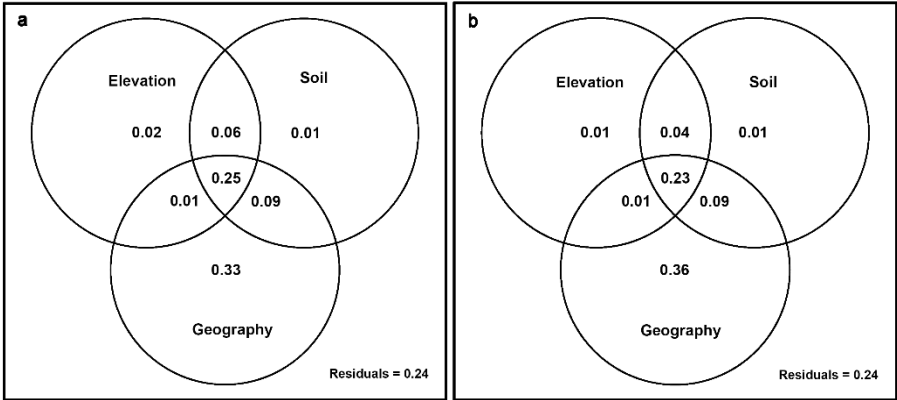 a
Elevation
Soil
0.02
0.06
0.01
0.25
0.01
0.09
0.33
Geography
Residuals = 0.24
b
Elevation
Soil
0.01
0.04
0.01
0.23
0.01
0.09
0.36
Geography
Residuals = 0.24